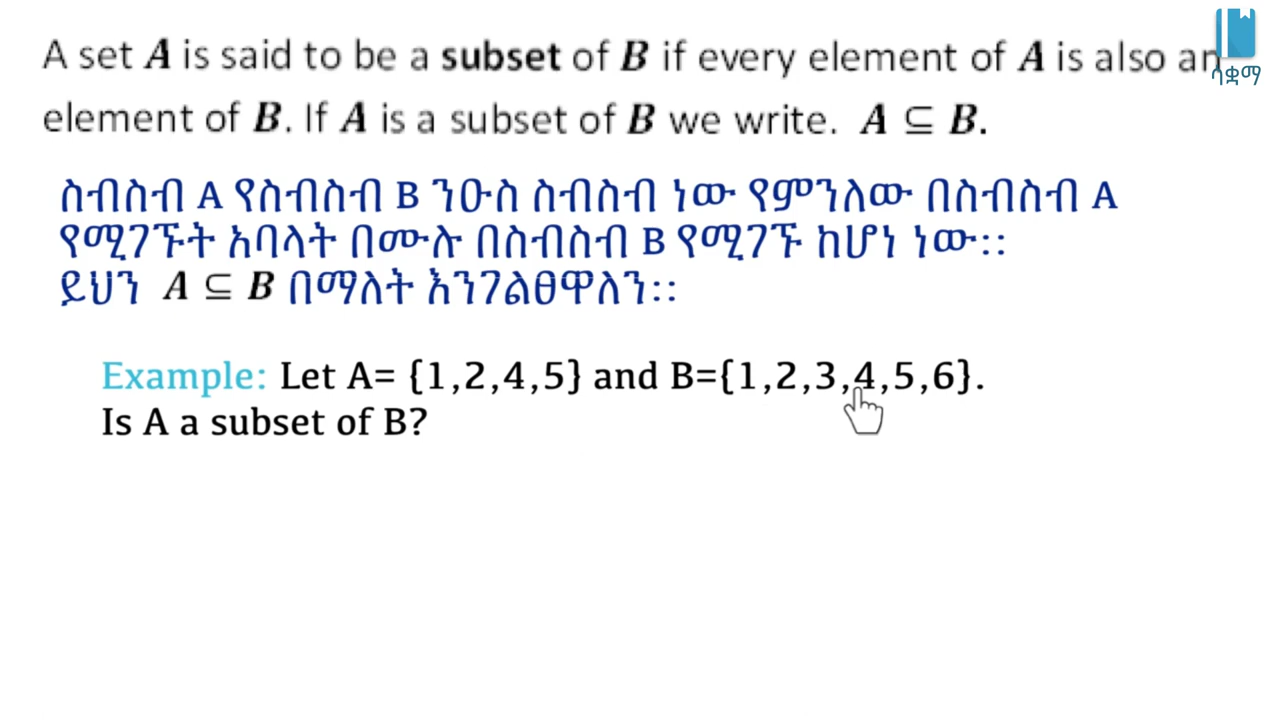 A set A is said to be a subset of B if every element of A is also an
element of B. If A is a subset of B we write. A ⊆ B.
ስብስብ A የስብስብ B ንዑስ ስብስብ ነው የምንለው በስብስብ A
የሚገኙት አባላት በሙሉ በስብስብ B የሚገኙ ከሆነ ነው::
ይህን A ⊆ B በማለት እንገልፀዋለን::
Example: Let A= {1,2,4,5} and B={1,2,3,4,5,6}.
Is A a subset of B?
ሳቋማ